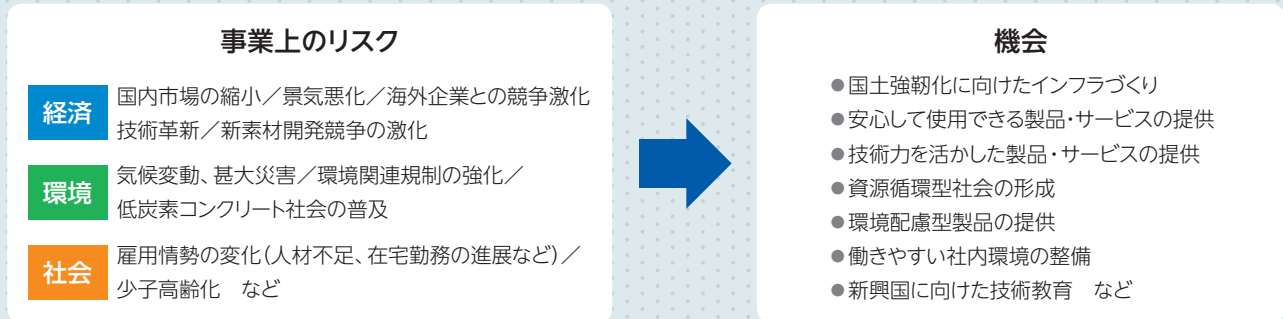 事業上のリスク
経済
国内市場の縮小／景気悪化／海外企業との競争激化
技術革新／新素材開発競争の激化
環境
気候変動、甚大災害／環境関連規制の強化／
低炭素コンクリート社会の普及
社会
雇用情勢の変化(人材不足、在宅勤務の進展など)／
少子高齢化　など
機会
●国土強靭化に向けたインフラづくり
●安心して使用できる製品・サービスの提供
●技術力を活かした製品・サービスの提供
●資源循環型社会の形成
●環境配慮型製品の提供
●働きやすい社内環境の整備
●新興国に向けた技術教育　など